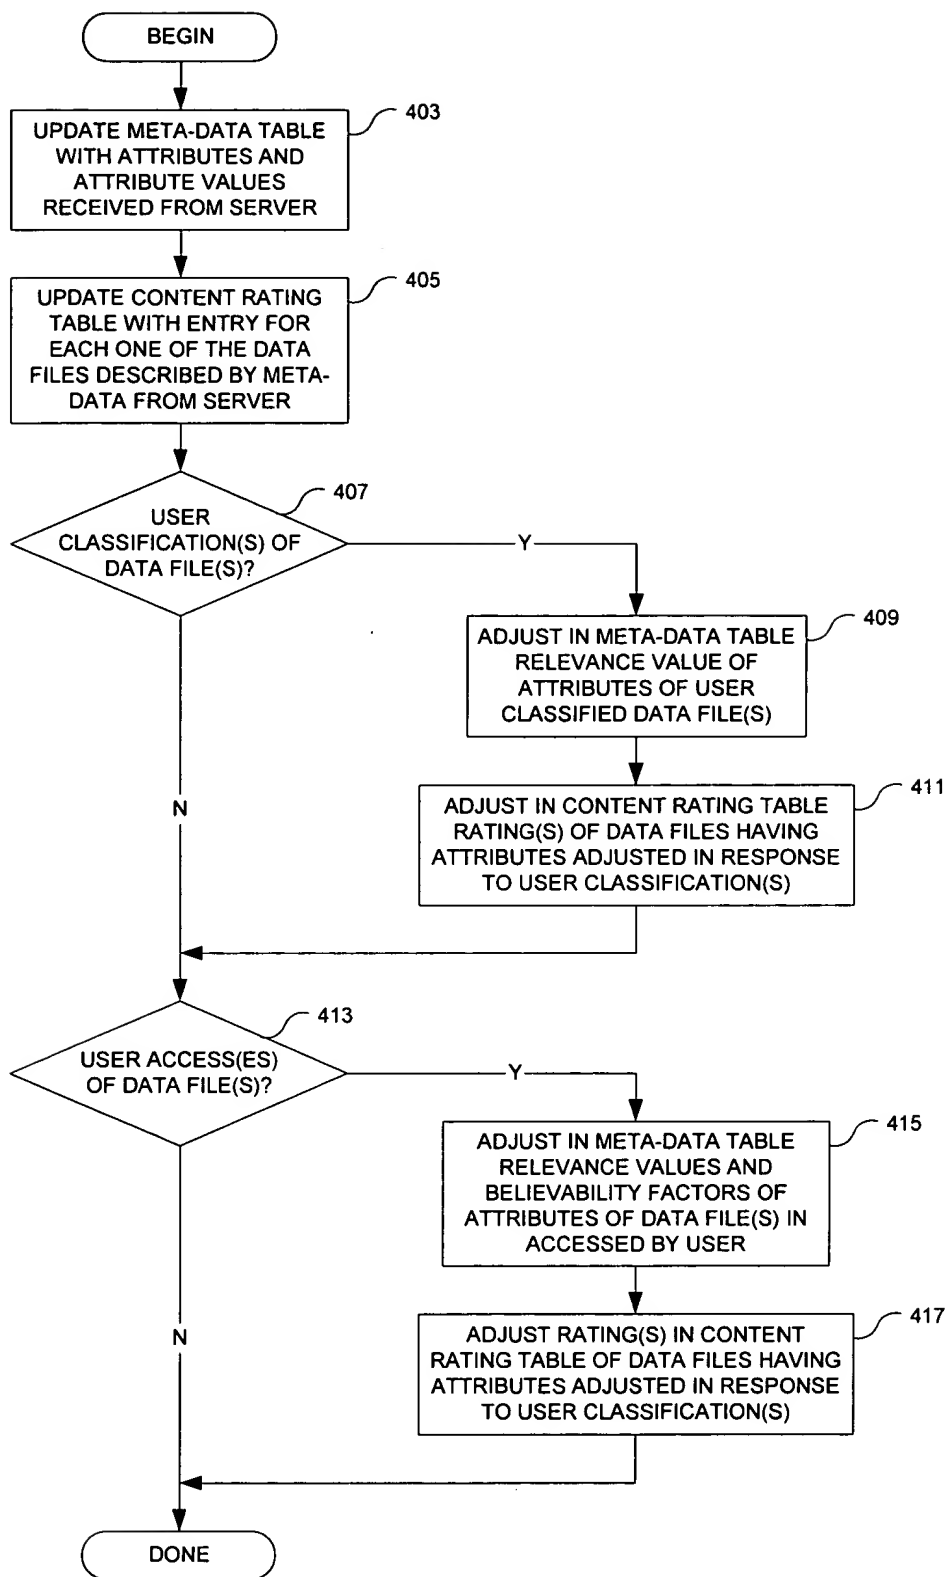 BEGIN
403
UPDATE META-DATA TABLE
WITH ATTRIBUTES AND
ATTRIBUTE VALUES
RECEIVED FROM SERVER
405
UPDATE CONTENT RATING
TABLE WITH ENTRY FOR
EACH ONE OF THE DATA
FILES DESCRIBED BY META-
DATA FROM SERVER
407
USER
CLASSIFICATION(S) OF
DATA FILE(S)?
Y
409
ADJUST IN META-DATA TABLE
RELEVANCE VALUE OF
ATTRIBUTES OF USER
CLASSIFIED DATA FILE(S)
411
ADJUST IN CONTENT RATING TABLE
RATING(S) OF DATA FILES HAVING
ATTRIBUTES ADJUSTED IN RESPONSE
TO USER CLASSIFICATION(S)
N
413
USER ACCESS(ES)
OF DATA FILE(S)?
Y
415
ADJUST IN META-DATA TABLE
RELEVANCE VALUES AND
BELIEVABILITY FACTORS OF
ATTRIBUTES OF DATA FILE(S) IN
ACCESSED BY USER
417
ADJUST RATING(S) IN CONTENT
RATING TABLE OF DATA FILES HAVING
ATTRIBUTES ADJUSTED IN RESPONSE
TO USER CLASSIFICATION(S)
N
DONE